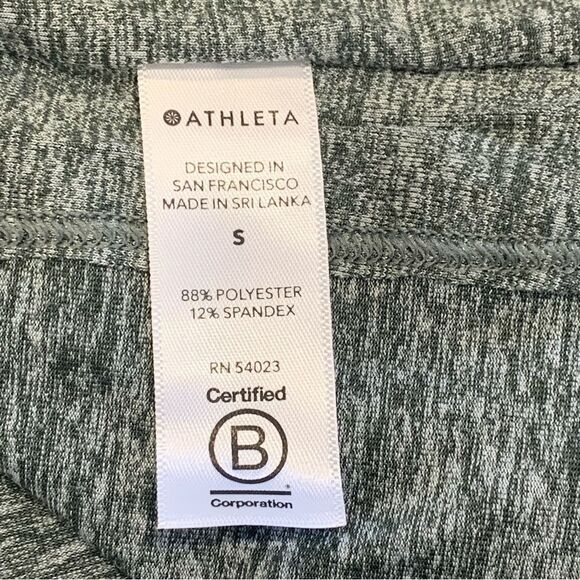 ATHLETA
DESIGNED IN
SAN FRANCISCO
MADE IN SRI LANKA
S
88% POLYESTER
12% SPANDEX
RN 54023
Certified
B
Corporation